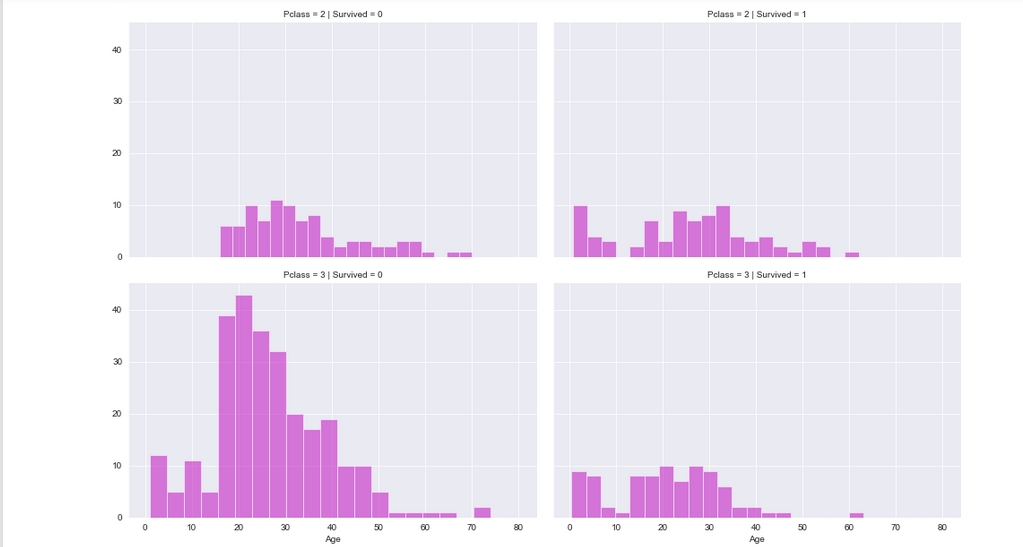 Pclass = 2 | Survived = 0
Pclass = 2 | Survived = 1
40
30
20
10
0
Pclass = 3 | Survived = 0
Pclass = 3 | Survived = 1
40
30
20
10
0
0 10 20 30 40 50 60 70 80
0 10 20 30 40 50 60 70 80
Age
Age